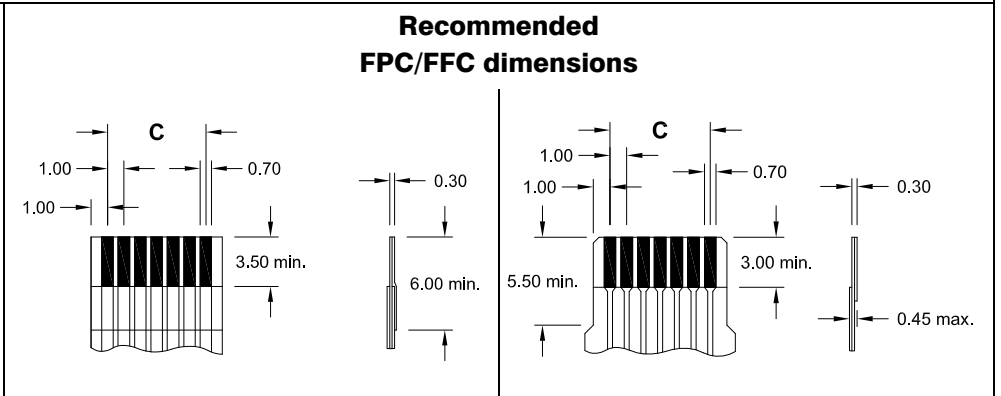 Recommended
FPC/FFC dimensions
C
1.00
0.70
1.00
3.50 min.
0.30
6.00 min.
C
1.00
0.70
1.00
5.50 min.
3.00 min.
0.30
0.45 max.